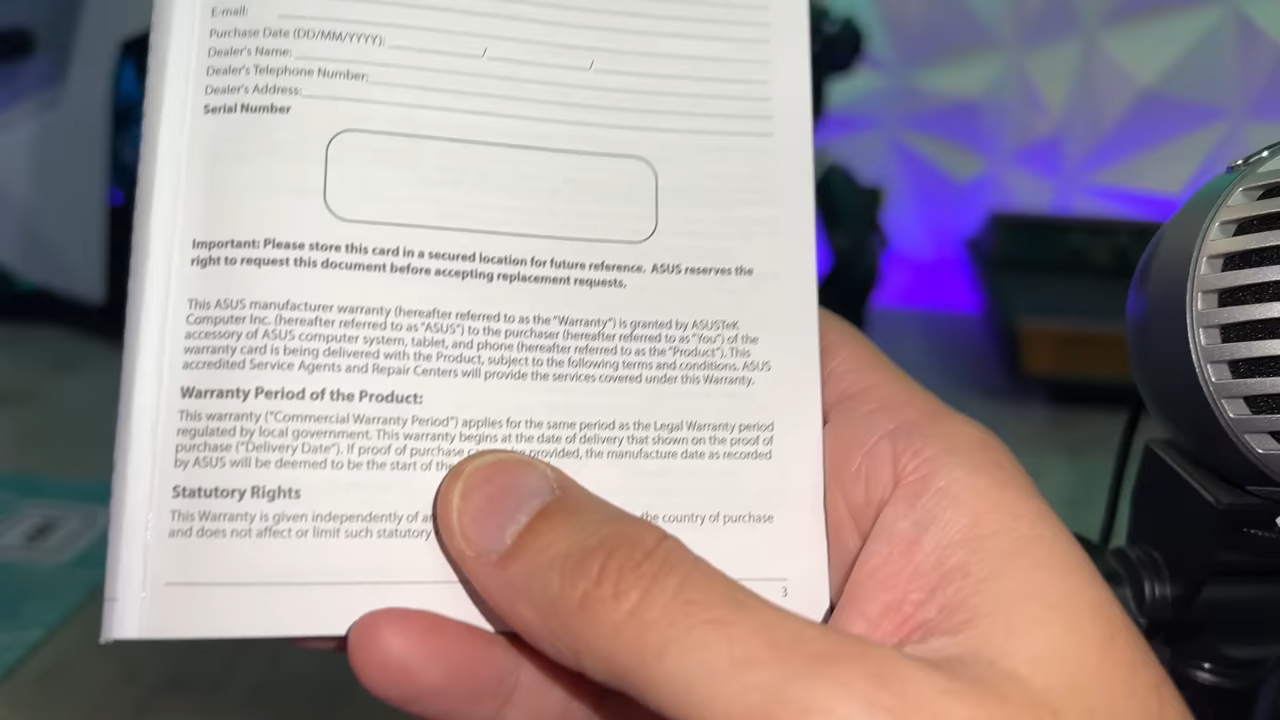 E-mail:
Purchase Date (DD/MM/YYYY): / /
Dealer's Name:
Dealer's Telephone Number:
Dealer's Address:
Serial Number
Important: Please store this card in a secured location for future reference. ASUS reserves the
right to request this document before accepting replacement requests.
This ASUS manufacturer warranty (hereafter referred to as the "Warranty") is granted by ASUSTeK
Computer Inc. (hereafter referred to as "ASUS") to the purchaser (hereafter referred to as "You") of the
accessory of ASUS computer system, tablet, and phone (hereafter referred to as the "Product"). This
warranty card is being delivered with the Product, subject to the following terms and conditions. ASUS
accredited Service Agents and Repair Centers will provide the services covered under this Warranty.
Warranty Period of the Product:
This warranty ("Commercial Warranty Period") applies for the same period as the Legal Warranty period
regulated by local government. This warranty begins at the date of delivery that shown on the proof of
purchase ("Delivery Date"). If proof of purchase provided, the manufacture date as recorded
by ASUS will be deemed to be the start of the
Statutory Rights
This Warranty is given independently of the country of purchase
and does not affect or limit such statutory
3